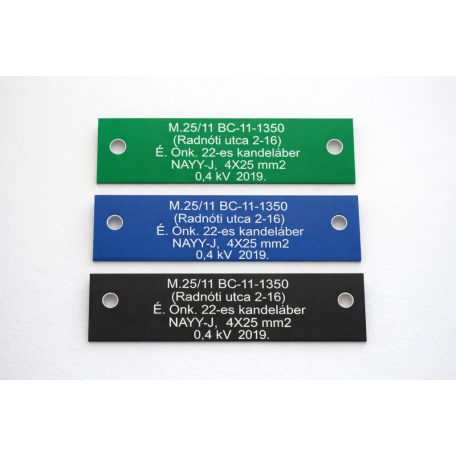 M.25/11 BC-11-1350
(Radnóti utca 2-16)
É. Önk. 22-es kandeláber
NAYY-J, 4X25 mm2
0,4 kV 2019.
M.25/11 BC-11-1350
(Radnóti utca 2-16)
É. Önk. 22-es kandeláber
NAYY-J, 4X25 mm2
0,4 kV 2019.
M.25/11 BC-11-1350
(Radnóti utca 2-16)
É. Önk. 22-es kandeláber
NAYY-J, 4X25 mm2
0,4 kV 2019.